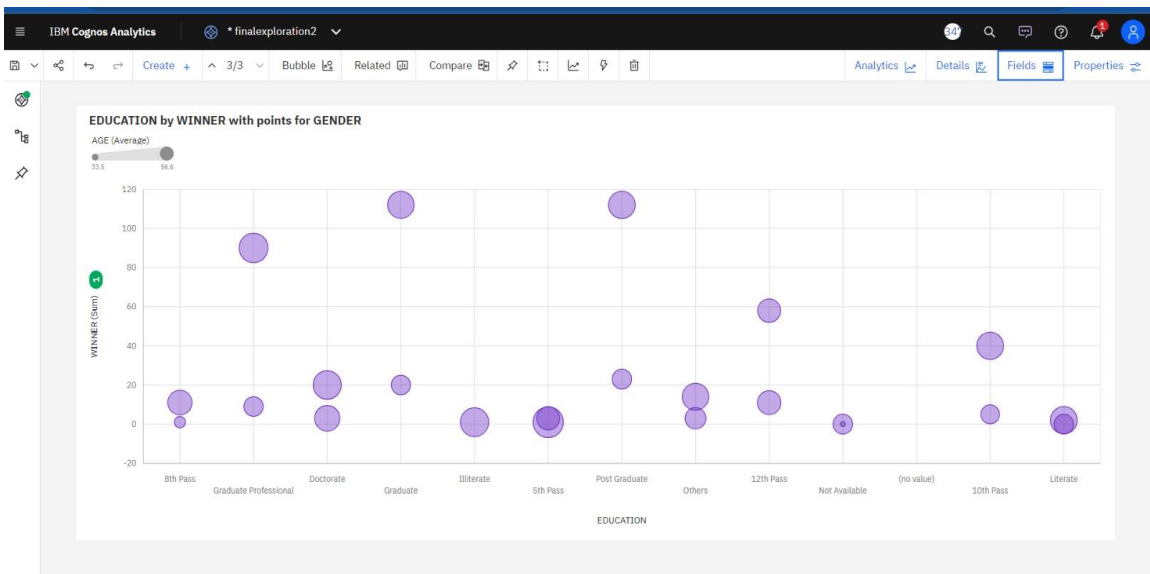 IBM Cognos Analytics
* finalexploration2
34
1
Create +
3/3
Bubble
Related
Compare
Analytics
Details
Fields
Properties
EDUCATION by WINNER with points for GENDER
AGE (Average)
33.5
56.6
120
100
80
60
40
20
0
-20
WINNER (Sum)
1
8th Pass
Graduate Professional
Doctorate
Graduate
Illiterate
5th Pass
Post Graduate
Others
12th Pass
Not Available
(no value)
10th Pass
Literate
EDUCATION